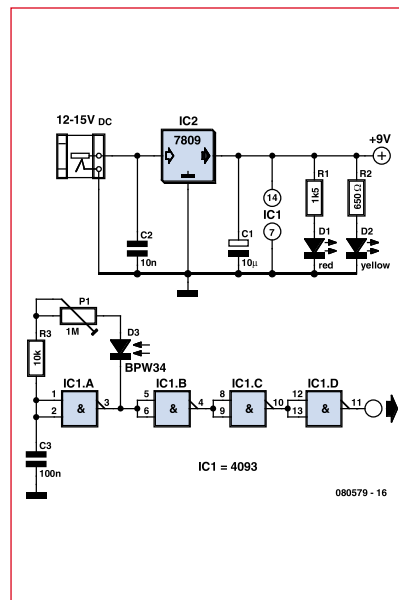 12-15V DC
IC2
7809
+9V
R1
1k5
R2
650Ω
14
IC1
7
C2
10n
C1
10µ
D1
red
D2
yellow
P1
1M
D3
BPW34
R3
10k
IC1.A
IC1.B
IC1.C
IC1.D
1
2
&
3
5
6
&
4
8
9
&
10
12
13
&
11
C3
100n
IC1 = 4093
080579 - 16